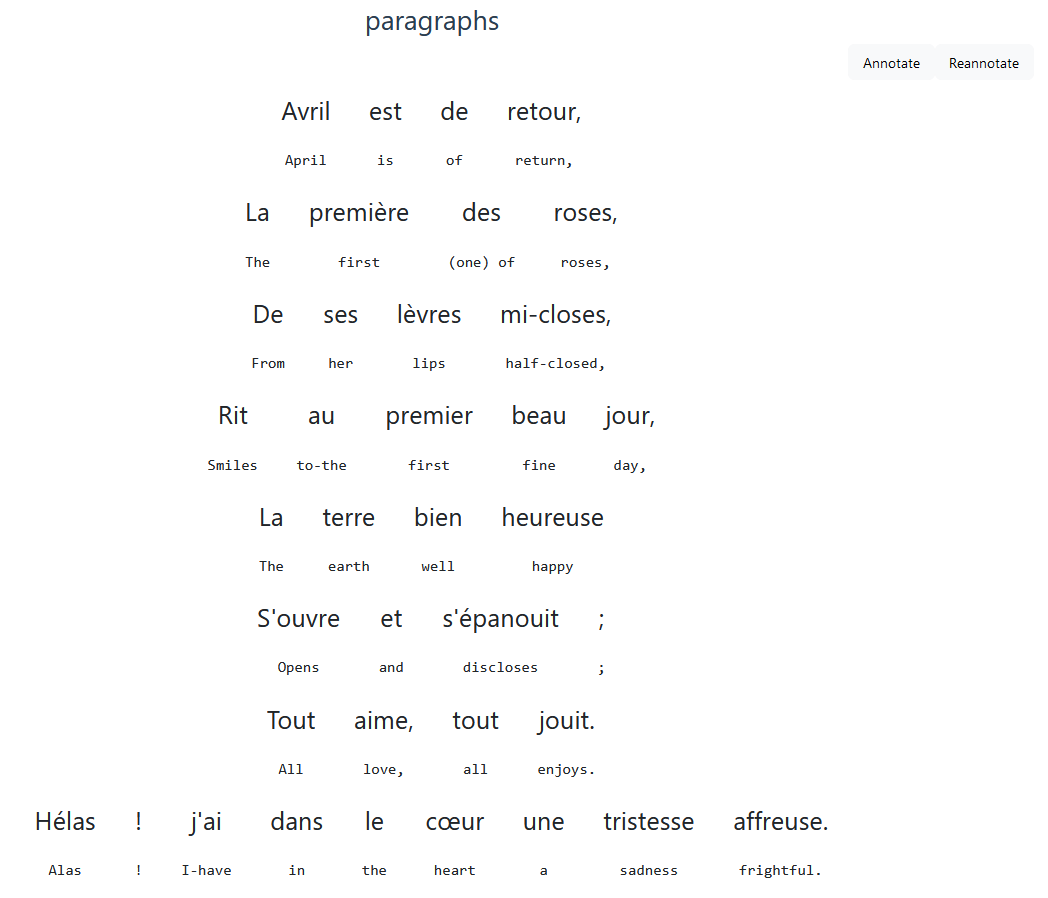 paragraphs
Annotate Reannotate
Avril est de retour,
April is of return,
La première des roses,
The first (one) of roses,
De ses lèvres mi-closes,
From her lips half-closed,
Rit au premier beau jour,
Smiles to-the first fine day,
La terre bien heureuse
The earth well happy
S'ouvre et s'épanouit ;
Opens and discloses ;
Tout aime, tout jouit.
All love, all enjoys.
Hélas ! j'ai dans le cœur une tristesse affreuse.
Alas ! I-have in the heart a sadness frightful.